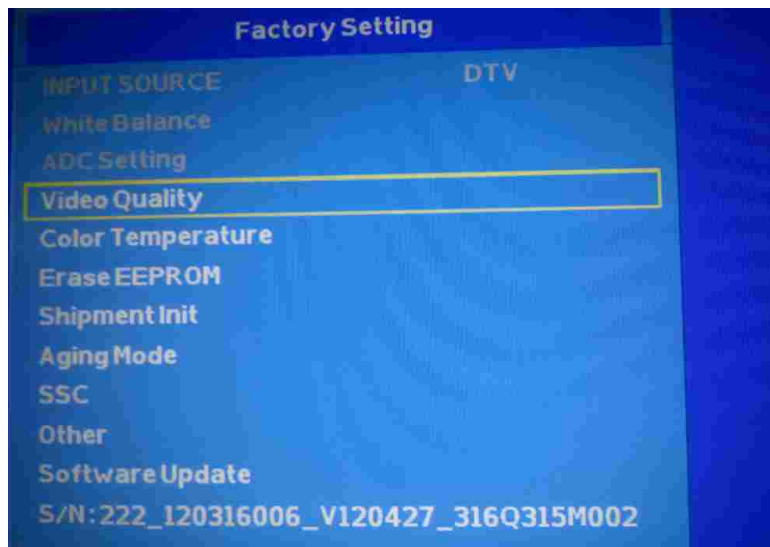 Factory Setting
INPUT SOURCE DTV
White Balance
ADC Setting
Video Quality
Color Temperature
Erase EEPROM
Shipment Init
Aging Mode
SSC
Other
Software Update
S/N:222_120316006_V120427_316Q315M002